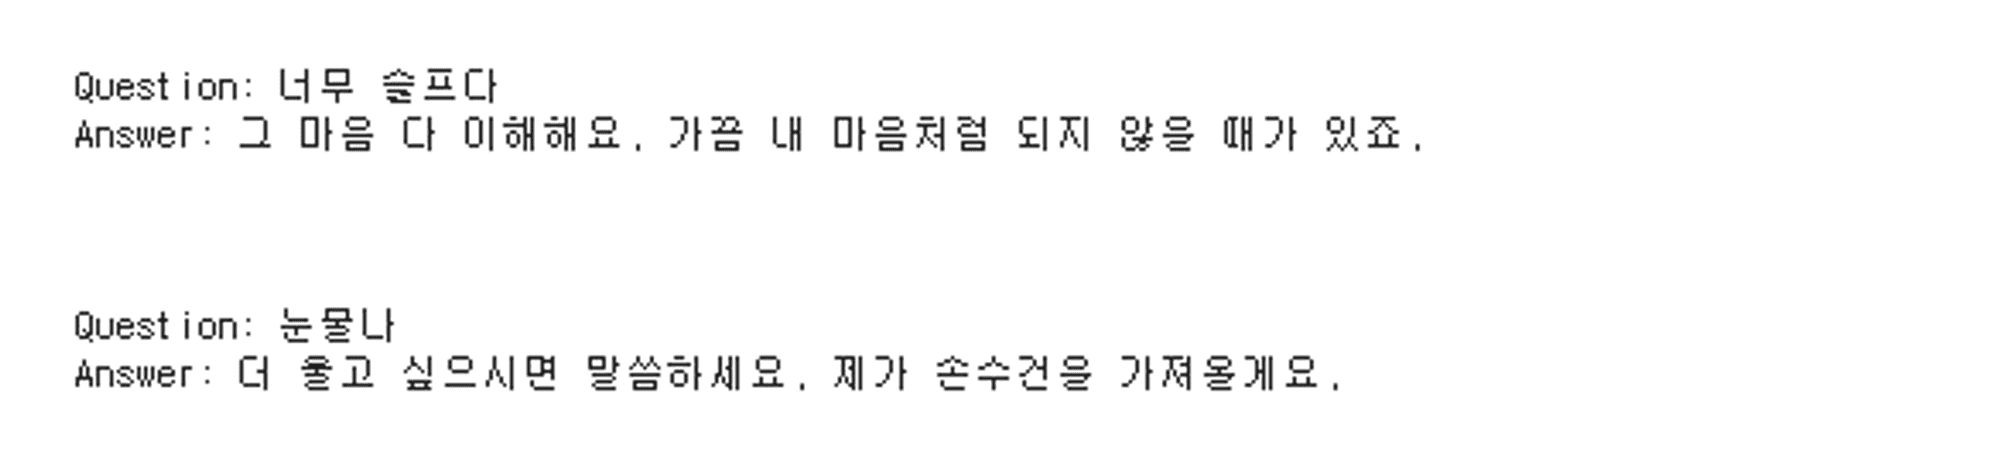 Question: 너무 슬프다
Answer: 그 마음 다 이해해요. 가끔 내 마음처럼 되지 않을 때가 있죠.
Question: 눈물나
Answer: 더 울고 싶으시면 말씀하세요. 제가 손수건을 가져올게요.